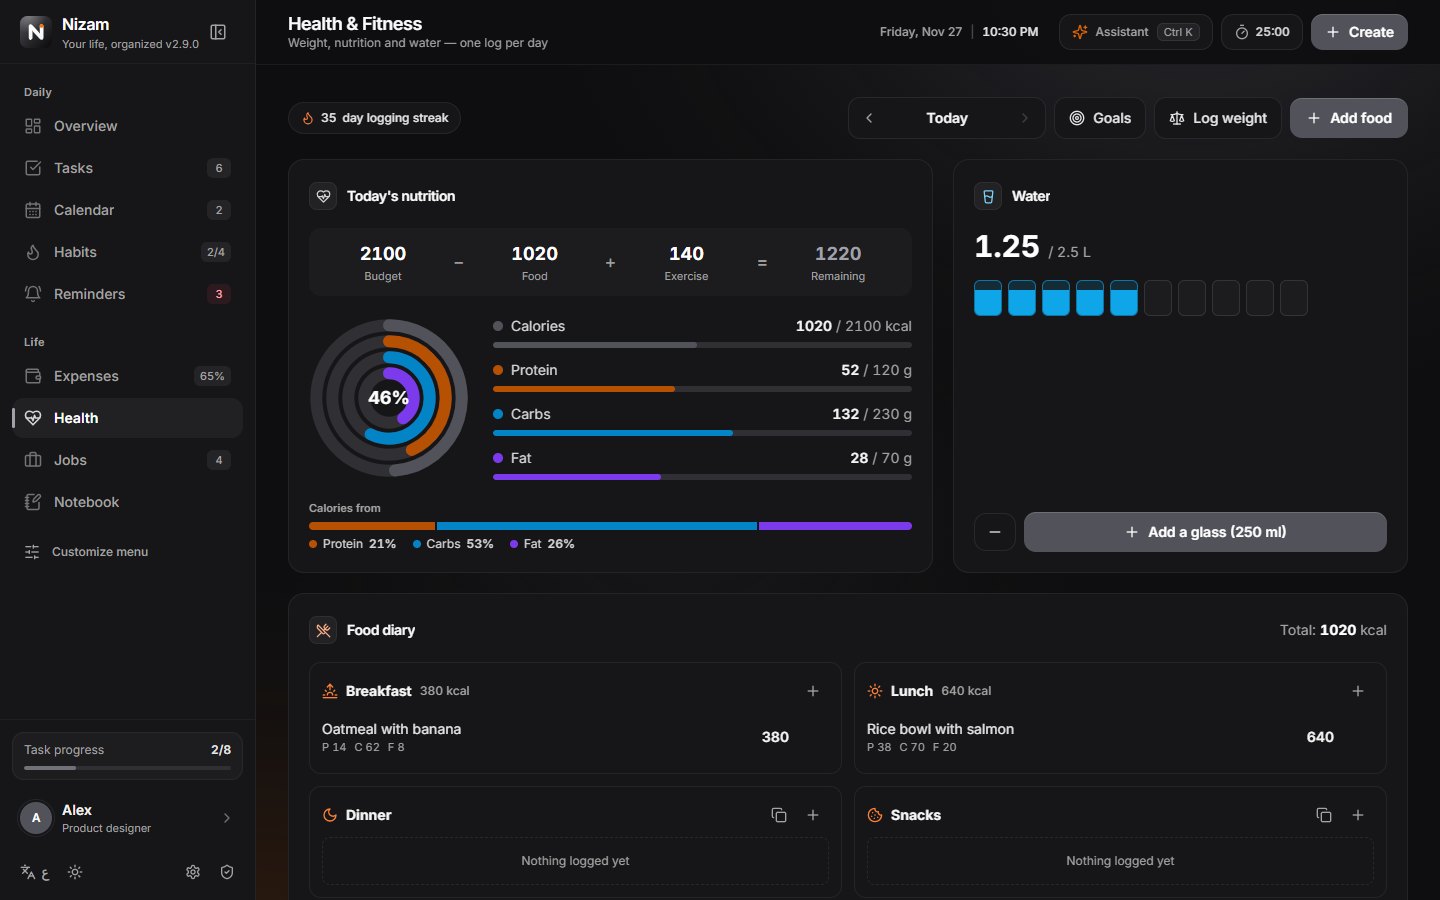 Nizam
Your life, organized v2.9.0
Daily
Overview
Tasks 6
Calendar 2
Habits 2/4
Reminders 3
Life
Expenses 65%
Health
Jobs 4
Notebook
Customize menu
Task progress 2/8
A
Alex
Product designer
ع
Health & Fitness
Weight, nutrition and water — one log per day
Friday, Nov 27 | 10:30 PM
Assistant Ctrl K
25:00
+ Create
35 day logging streak
Today
Goals
Log weight
+ Add food
Today's nutrition
2100 − 1020 + 140 = 1220
Budget Food Exercise Remaining
46%
Calories 1020 / 2100 kcal
Protein 52 / 120 g
Carbs 132 / 230 g
Fat 28 / 70 g
Calories from
Protein 21% Carbs 53% Fat 26%
Water
1.25 / 2.5 L
+ Add a glass (250 ml)
Food diary
Total: 1020 kcal
Breakfast 380 kcal
Oatmeal with banana
P 14 C 62 F 8
380
Lunch 640 kcal
Rice bowl with salmon
P 38 C 70 F 20
640
Dinner
Nothing logged yet
Snacks
Nothing logged yet